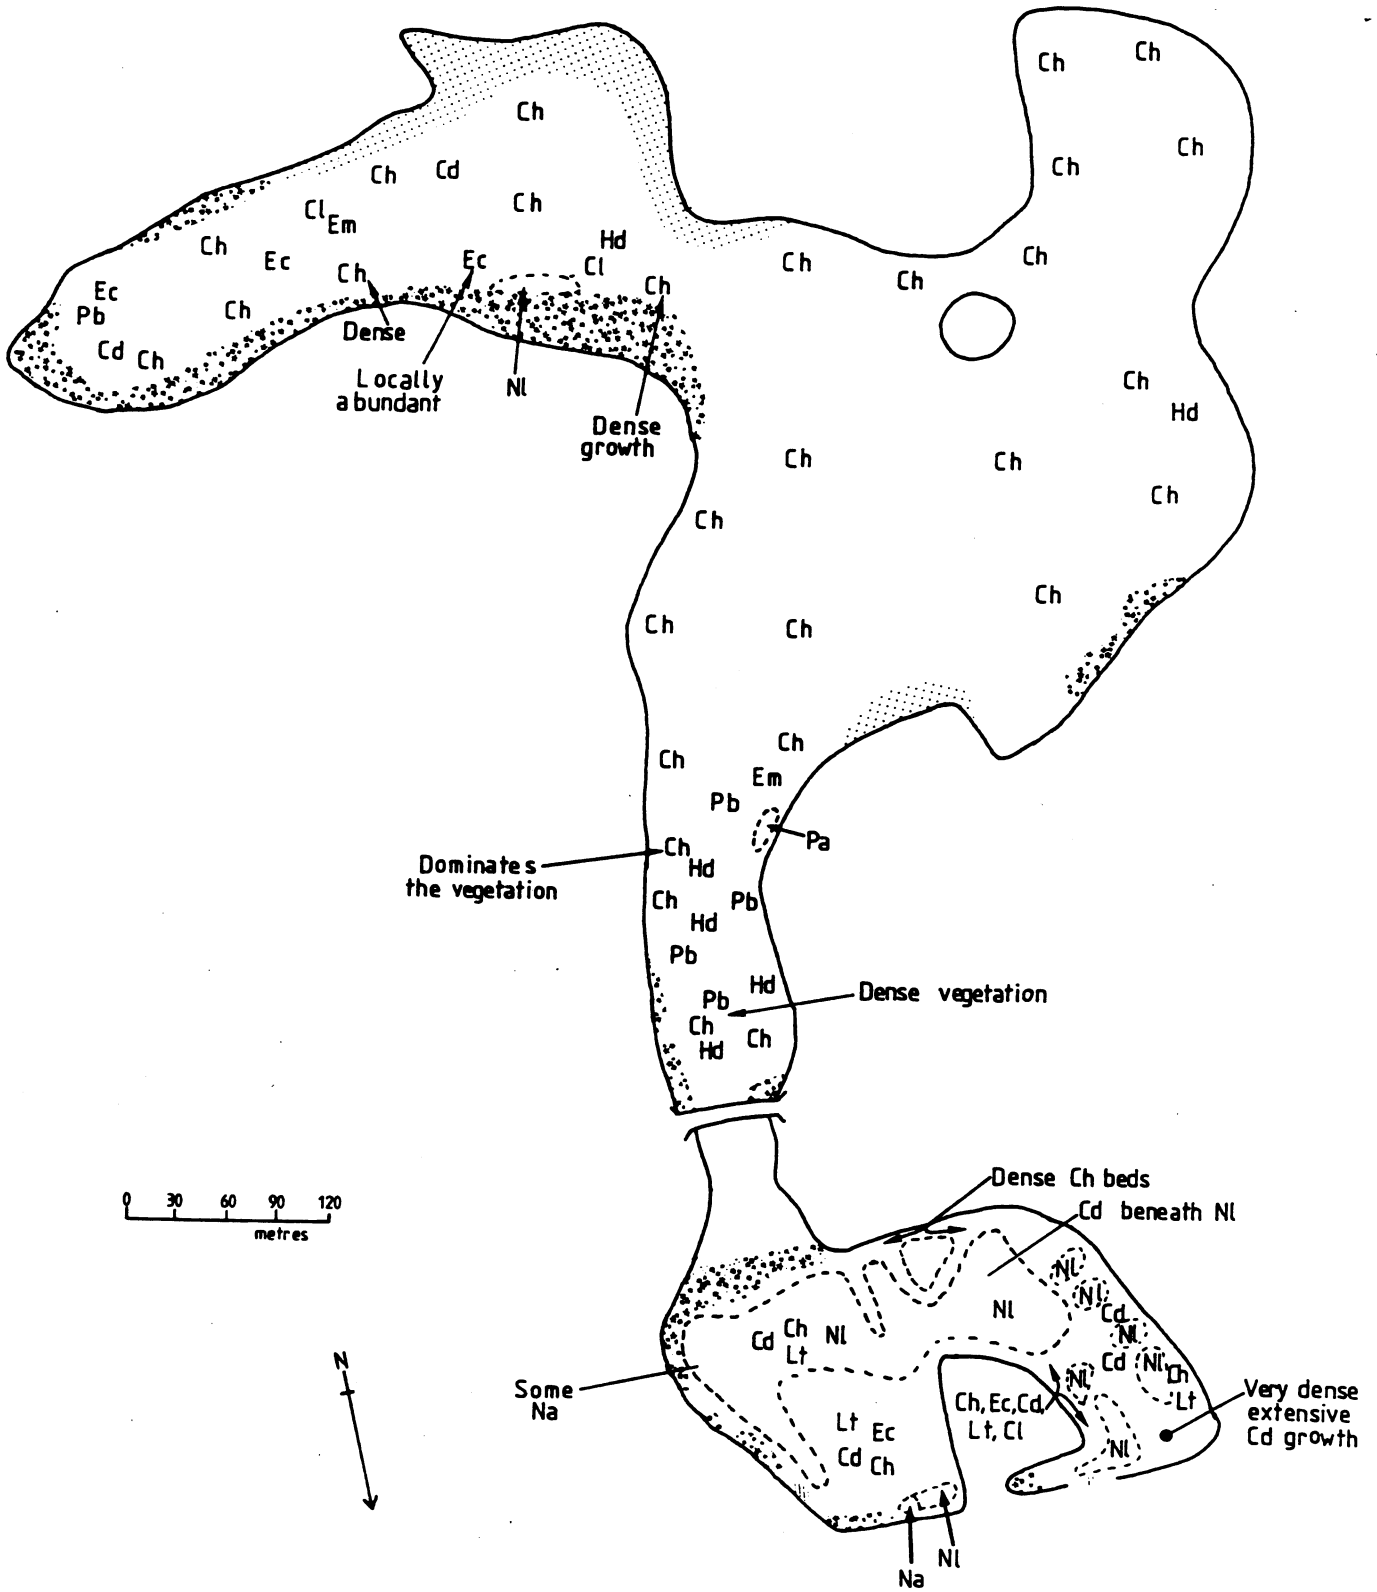 Ch
Ch
Ch
Ch
Ch
Ch
Cd
Ch
Cl
Em
Ch
Hd
Ec
Ec
Cl
Ch
Ch
Ch
Ch
Ch
Ec
Pb
Ch
Dense
Cd
Ch
Locally
abundant
Nl
Dense
growth
Ch
Hd
Ch
Ch
Ch
Ch
Ch
Ch
Ch
Ch
Ch
Em
Pb
Pa
Dominates
the vegetation
Ch
Hd
Ch
Pb
Hd
Pb
Hd
Pb
Dense vegetation
Ch
Ch
Hd
0 30 60 90 120
metres
Dense Ch beds
Cd beneath Nl
Nl
Nl
Cd
Nl
Nl
Ch
Cd
Nl
Lt
N
Cd
Nl
Ch
Lt
Nl
Some
Na
Ch, Ec, Cd,
Lt, Cl
Very dense
extensive
Cd growth
Lt
Ec
Cd
Ch
Nl
Nl
Na